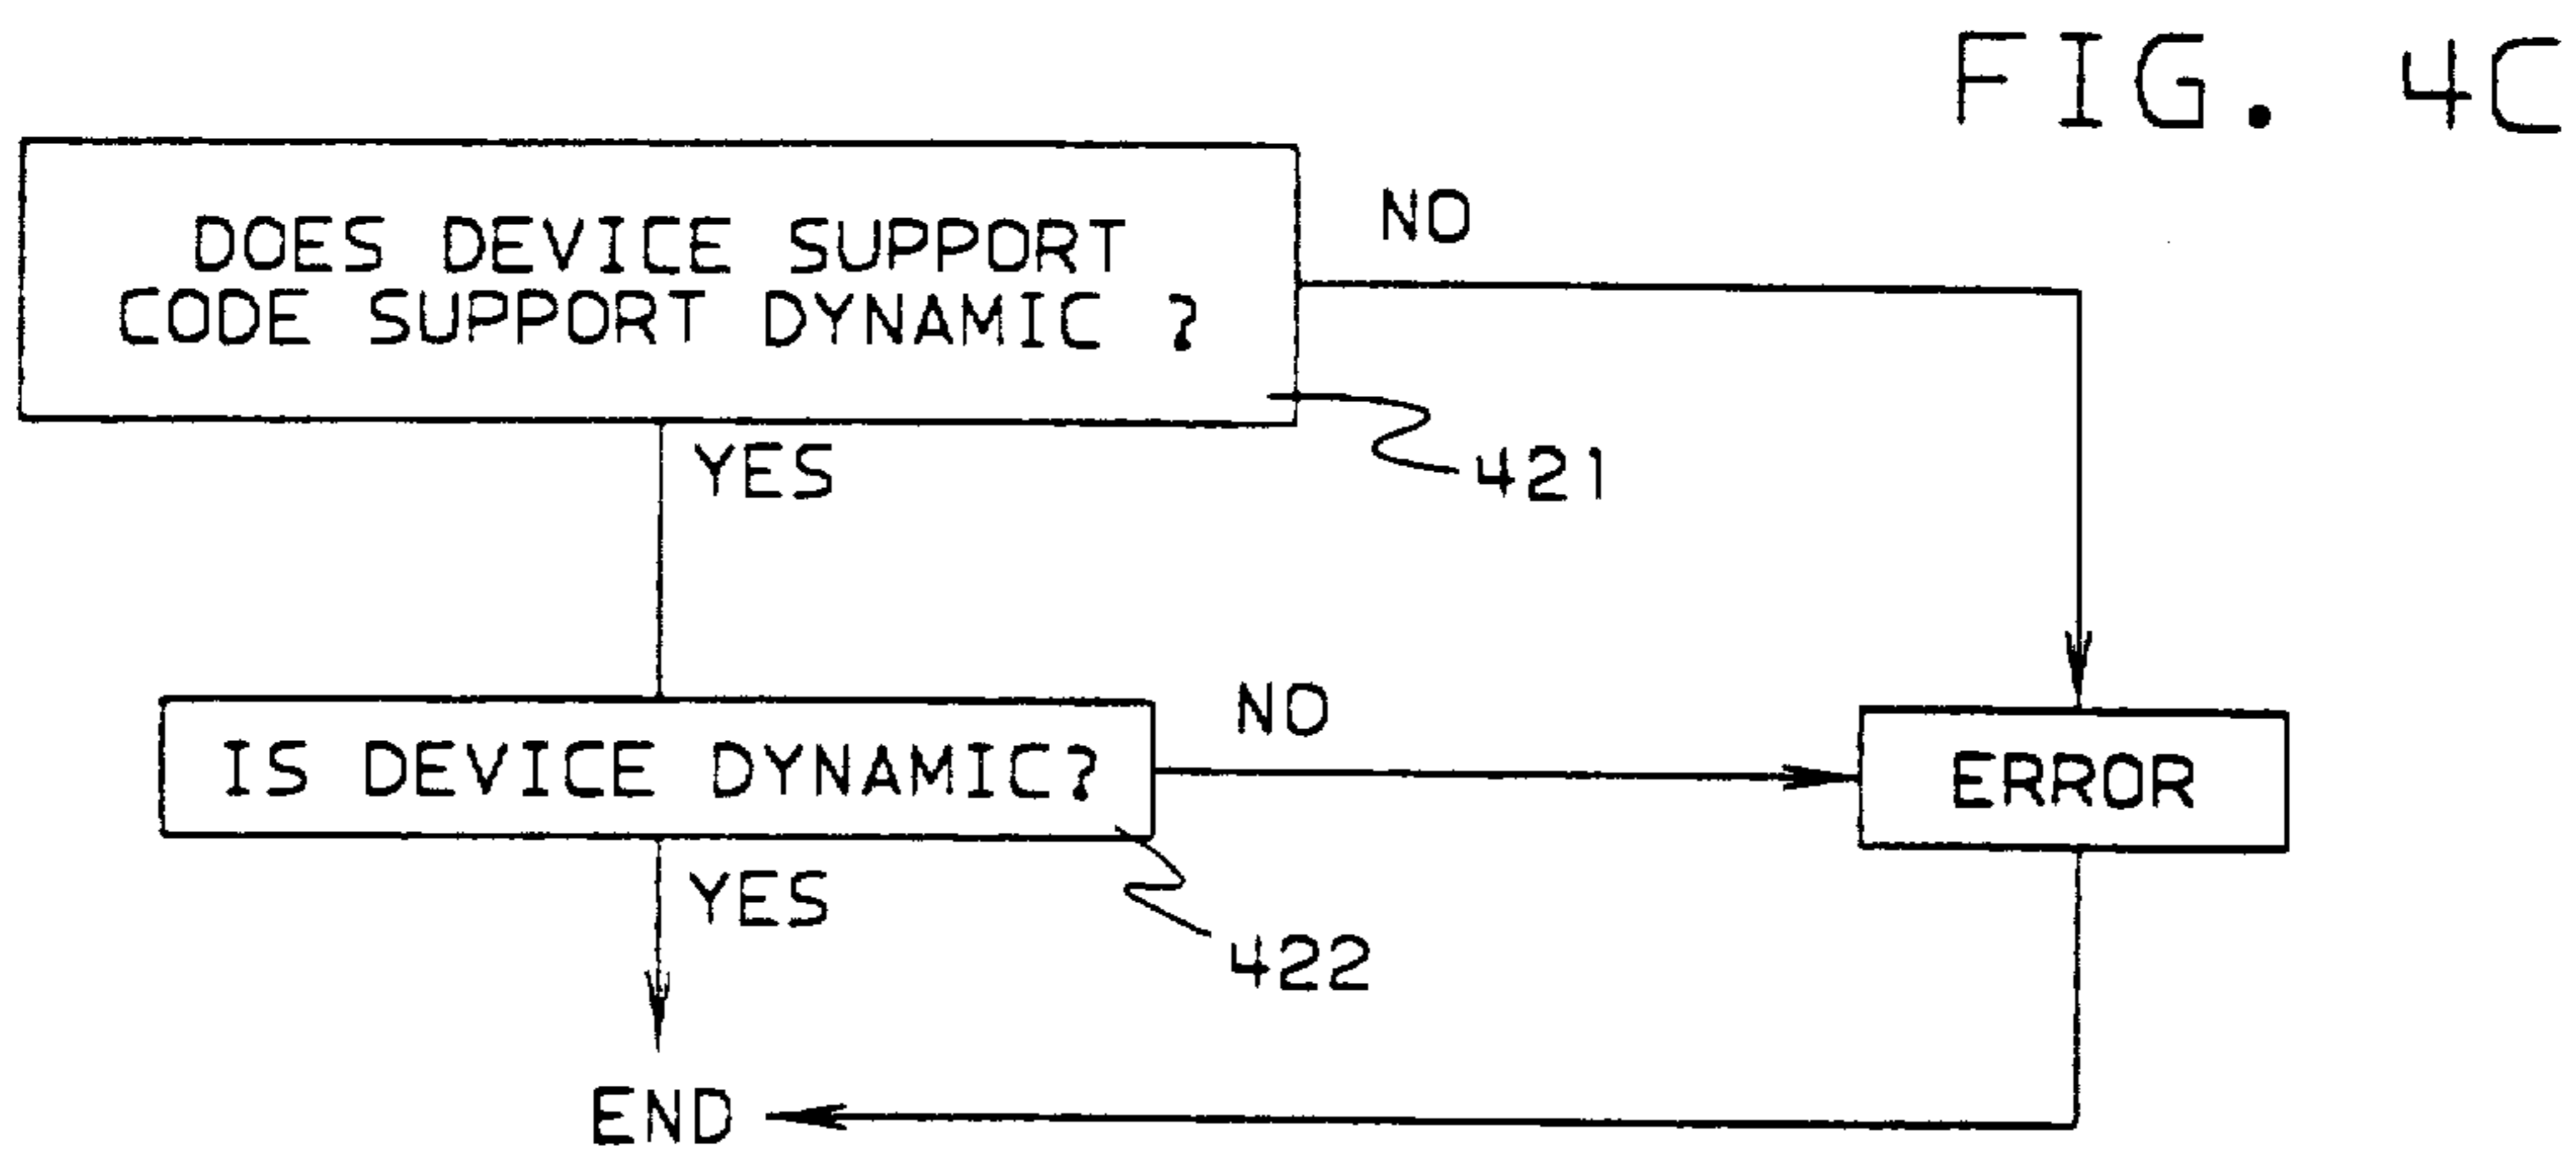 FIG. 4C
DOES DEVICE SUPPORT
CODE SUPPORT DYNAMIC ?
NO
YES
421
IS DEVICE DYNAMIC?
NO
ERROR
YES
422
END